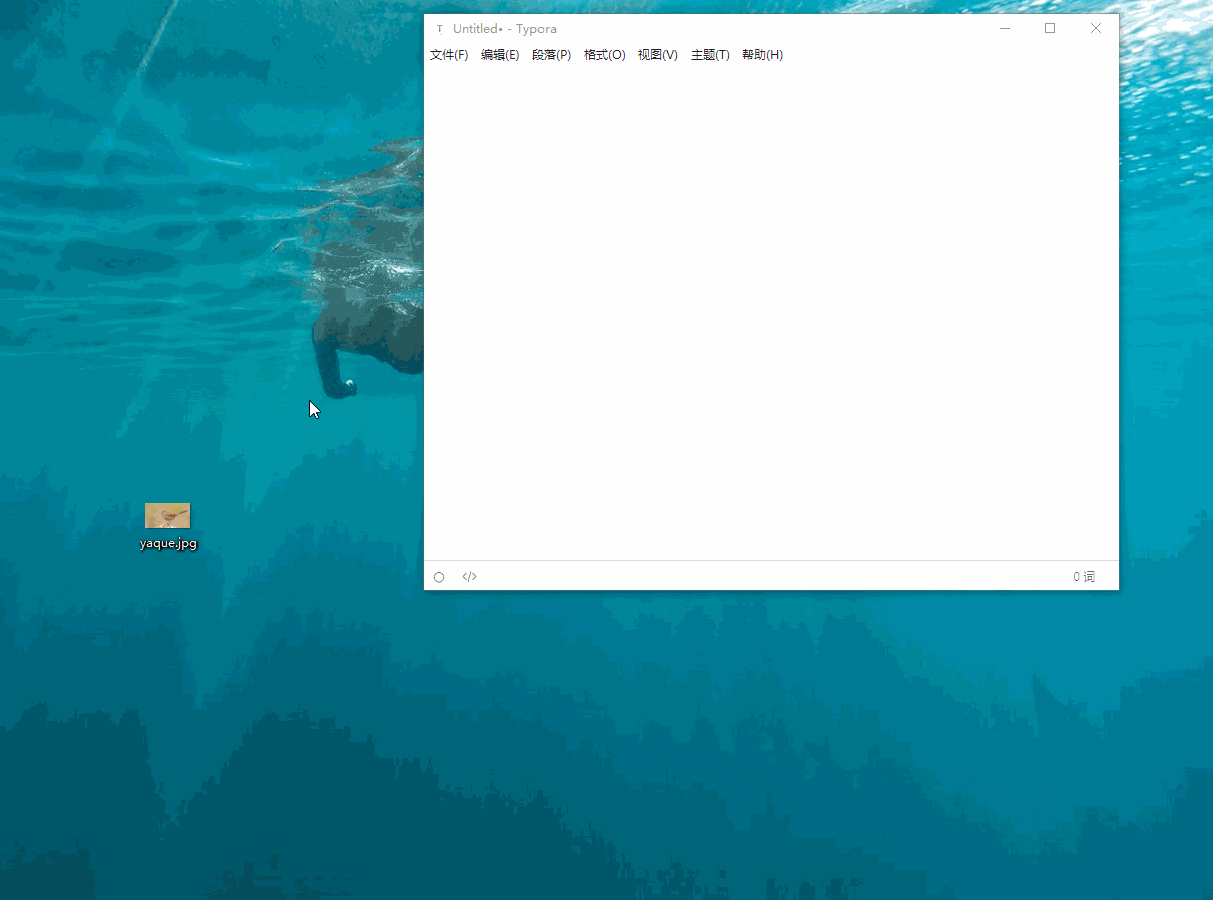 Untitled• - Typora
文件(F) 编辑(E) 段落(P) 格式(O) 视图(V) 主题(T) 帮助(H)
yaque.jpg
</> 0 词